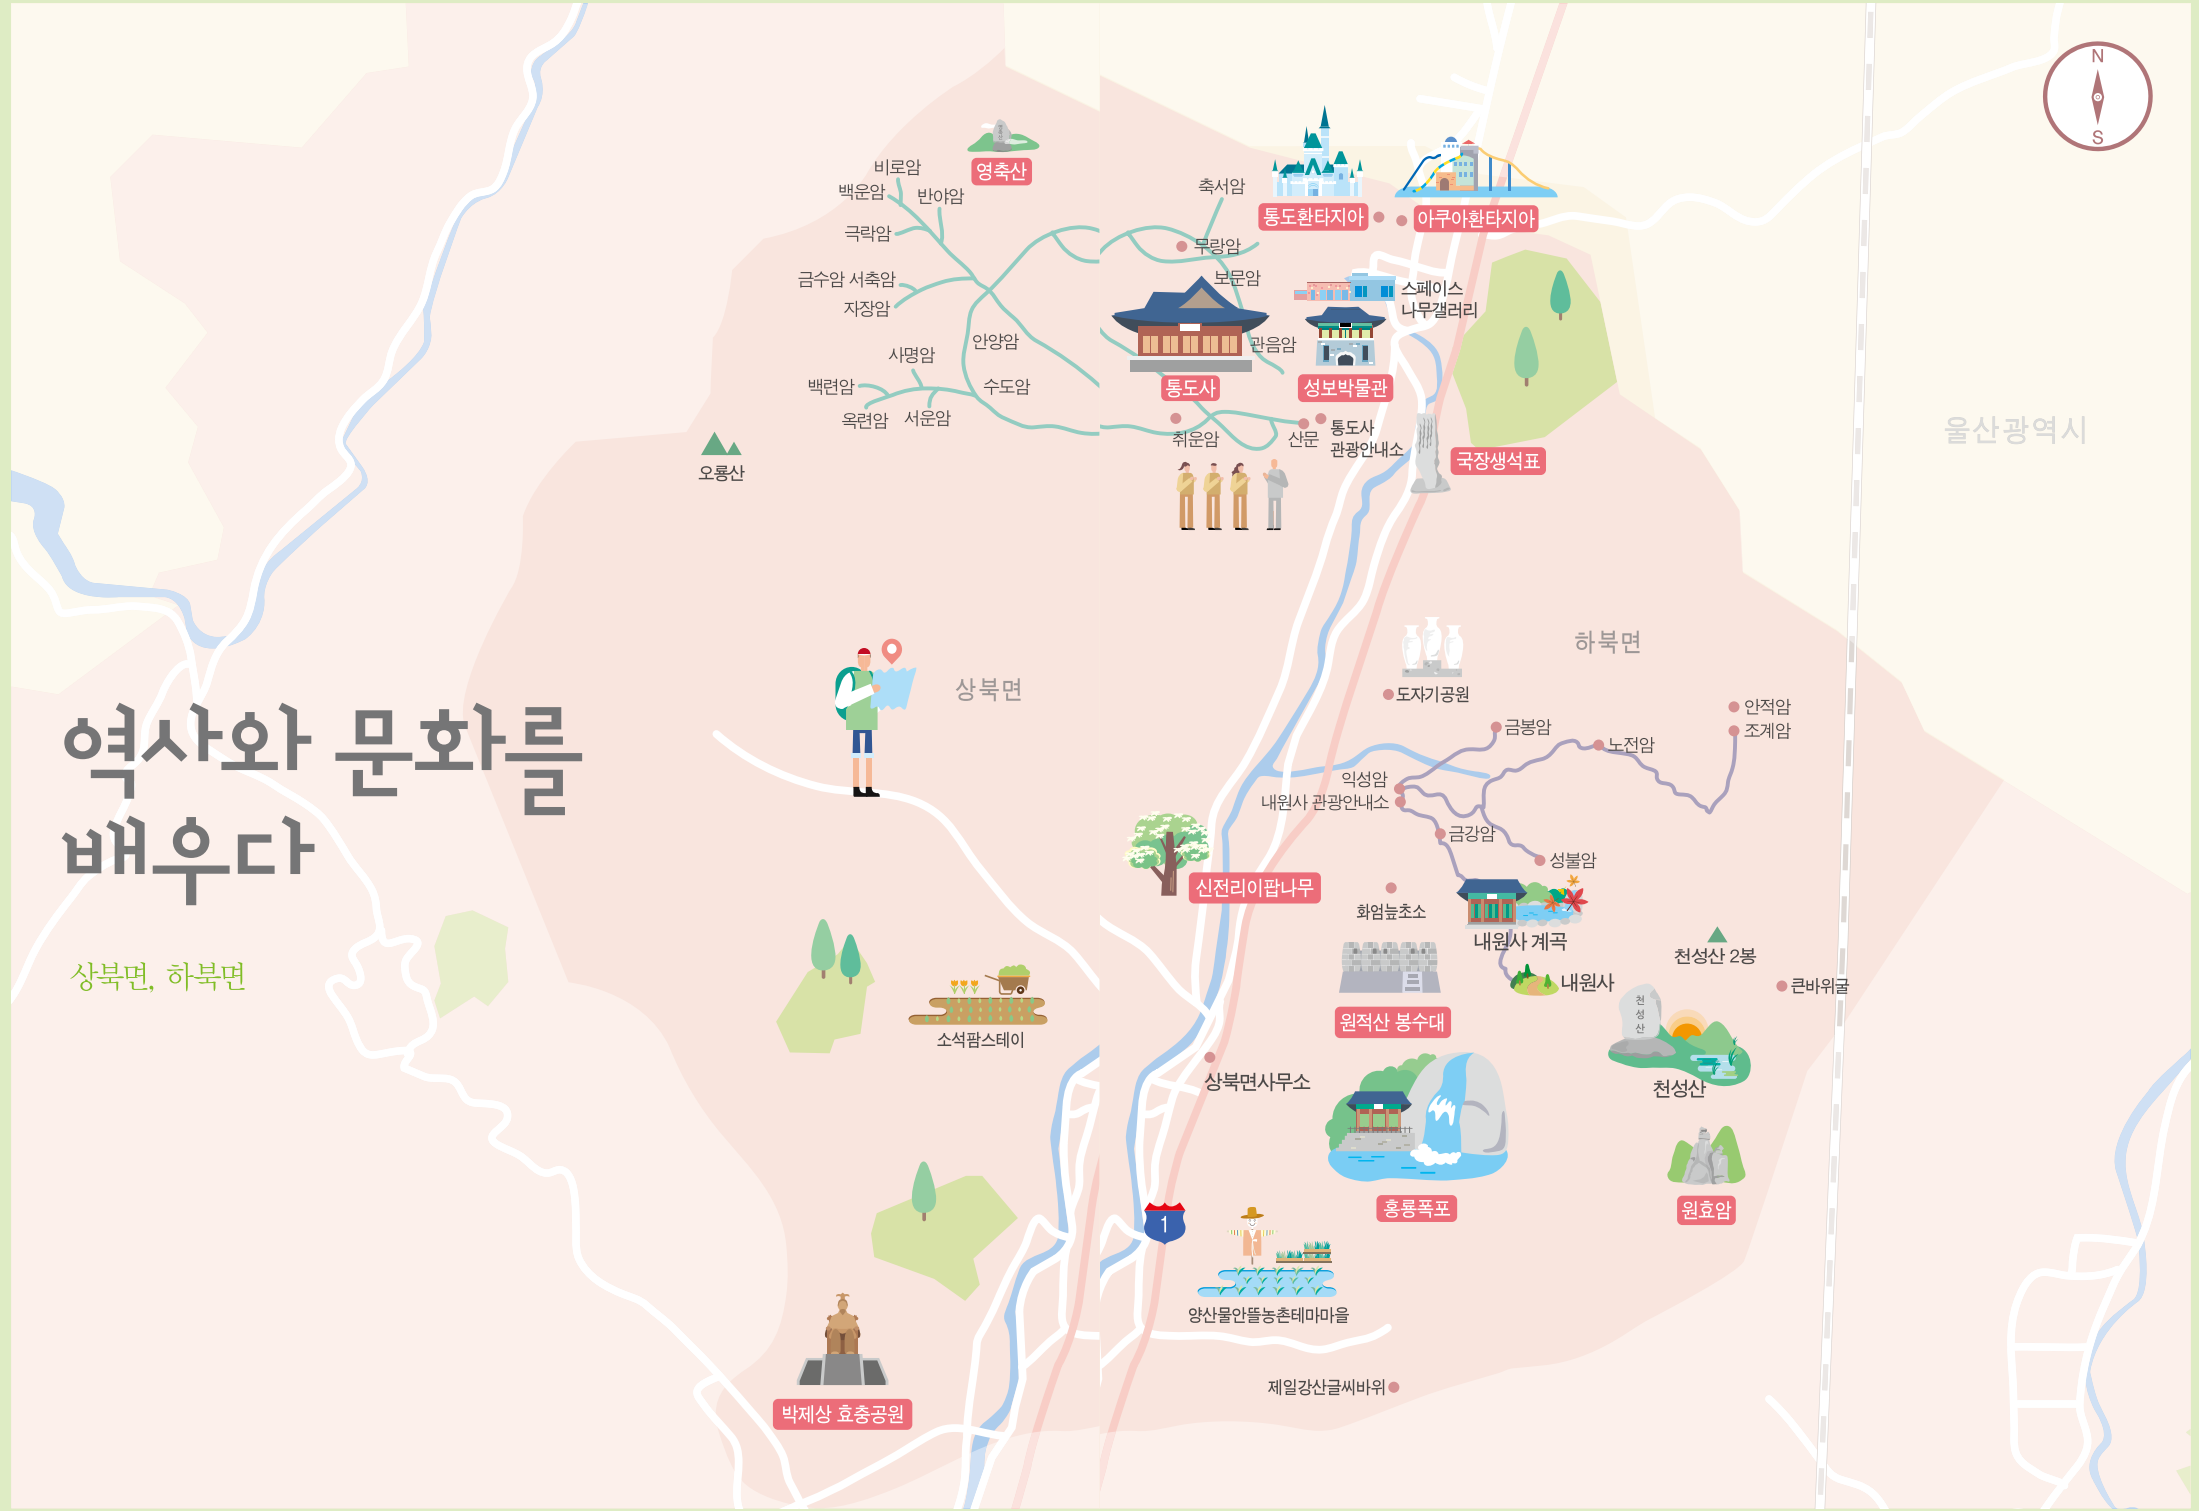 역사와 문화를
배우다
상북면, 하북면
N
S
영축산
비로암
백운암
반야암
극락암
금수암 서축암
자장암
안양암
사명암
백련암
수도암
옥련암
서운암
오룡산
축서암
무량암
보문암
관음암
통도환타지아
아쿠아환타지아
스페이스
나무갤러리
통도사
성보박물관
취운암
산문
통도사
관광안내소
국장생석표
울산광역시
상북면
하북면
도자기공원
금봉암
노전암
안적암
조계암
익성암
내원사 관광안내소
금강암
성불암
신전리이팝나무
화엄늪초소
내원사 계곡
내원사
천성산 2봉
큰바위굴
소석팜스테이
원적산 봉수대
천성산
천성산
상북면사무소
홍룡폭포
원효암
1
양산물안뜰농촌테마마을
제일강산글씨바위
박제상 효충공원